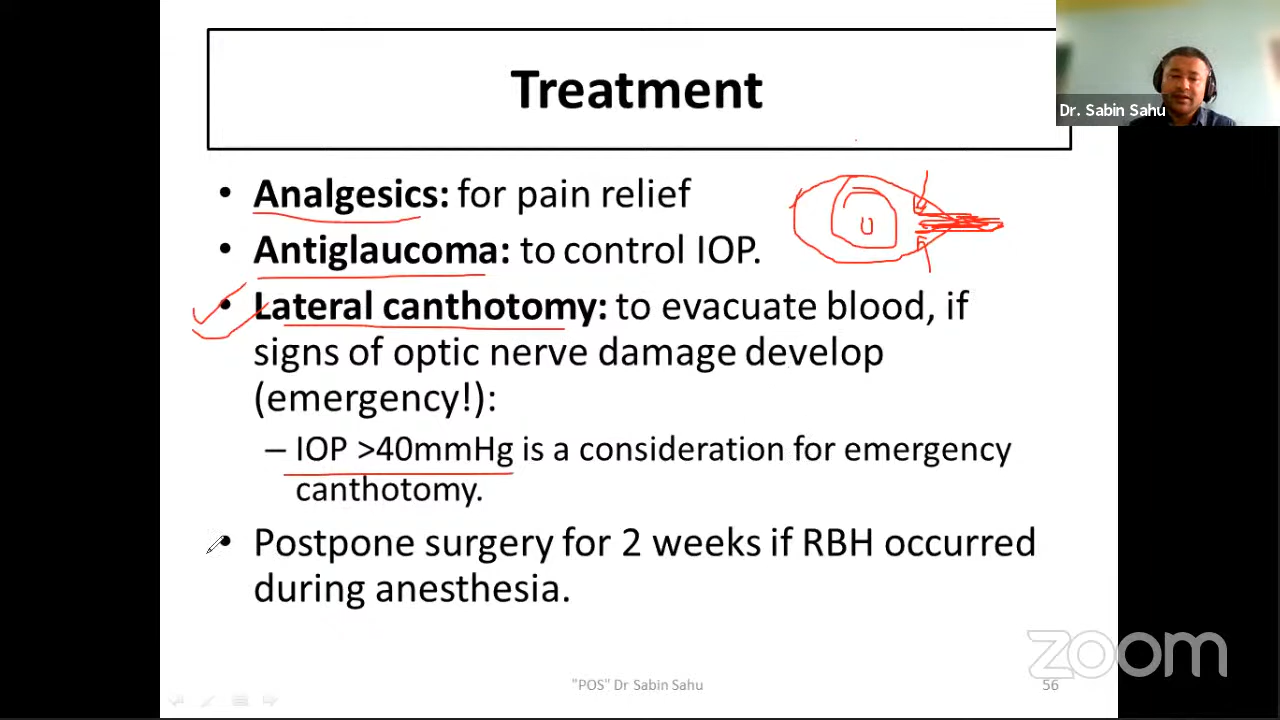 Treatment
Dr. Sabin Sahu
• Analgesics: for pain relief
• Antiglaucoma: to control IOP.
• Lateral canthotomy: to evacuate blood, if
signs of optic nerve damage develop
(emergency!):
– IOP >40mmHg is a consideration for emergency
canthotomy.
• Postpone surgery for 2 weeks if RBH occurred
during anesthesia.
zoom
"POS" Dr Sabin Sahu
56